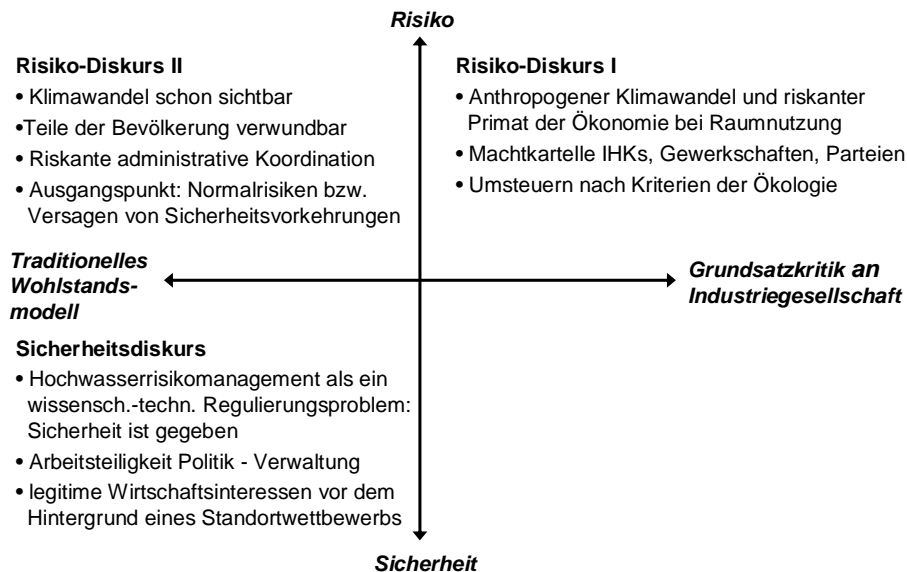 Risiko
Risiko-Diskurs II
• Klimawandel schon sichtbar
•Teile der Bevölkerung verwundbar
• Riskante administrative Koordination
• Ausgangspunkt: Normalrisiken bzw.
Versagen von Sicherheitsvorkehrungen
Risiko-Diskurs I
• Anthropogener Klimawandel und riskanter
Primat der Ökonomie bei Raumnutzung
• Machtkartelle IHKs, Gewerkschaften, Parteien
• Umsteuern nach Kriterien der Ökologie
Traditionelles
Wohlstands-
modell
Grundsatzkritik an
Industriegesellschaft
Sicherheitsdiskurs
• Hochwasserrisikomanagement als ein
wissensch.-techn. Regulierungsproblem:
Sicherheit ist gegeben
• Arbeitsteiligkeit Politik - Verwaltung
• legitime Wirtschaftsinteressen vor dem
Hintergrund eines Standortwettbewerbs
Sicherheit